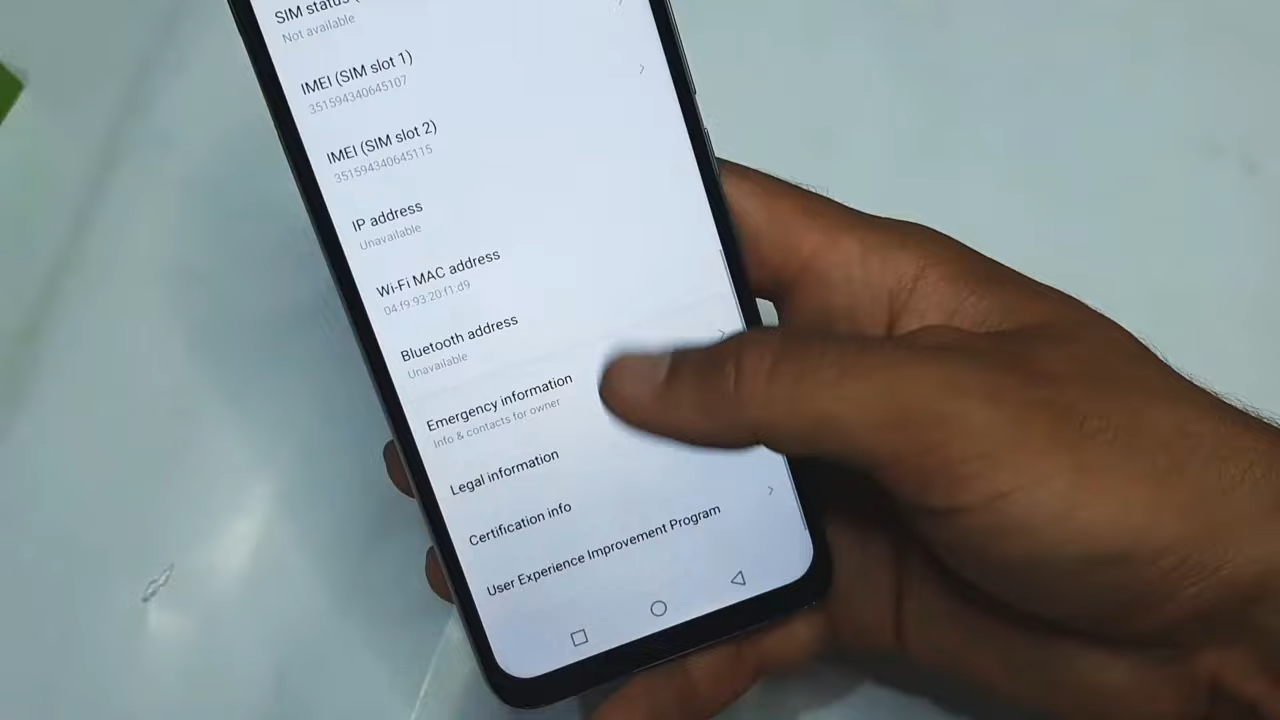 SIM status (
Not available
IMEI (SIM slot 1)
351594340645107
IMEI (SIM slot 2)
351594340645115
IP address
Unavailable
Wi-Fi MAC address
04:f9:93:20:f1:d9
Bluetooth address
Unavailable
Emergency information
Info & contacts for owner
Legal information
Certification info
User Experience Improvement Program